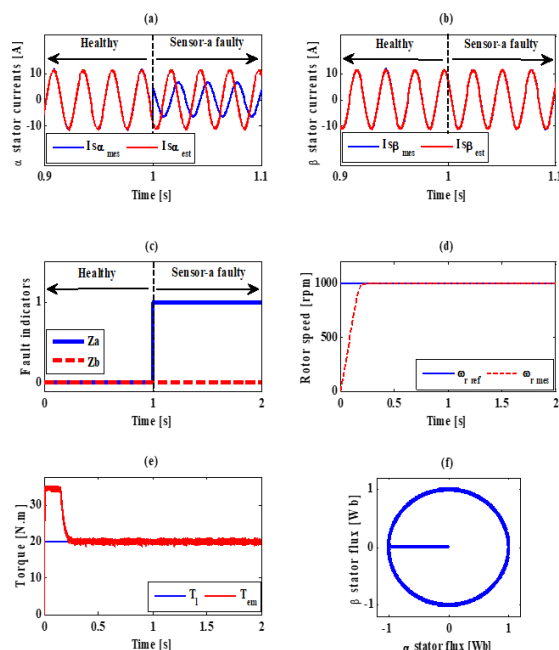 (a)
α stator currents [A]
Healthy
Sensor-a faulty
10
0
-10
Isα mes
Isα est
0.9
1
1.1
Time [s]
(b)
β stator currents [A]
Healthy
Sensor-a faulty
10
0
-10
Isβ mes
Isβ est
0.9
1
1.1
Time [s]
(c)
Fault indicators
Healthy
Sensor-a faulty
1
0
Za
Zb
0
1
2
Time [s]
(d)
Rotor speed [rpm]
1000
500
0
ω r ref
ω r mes
0
0.5
1
1.5
2
Time [s]
(e)
Torque [N.m]
30
20
10
0
T l
T em
0
0.5
1
1.5
2
Time [s]
(f)
β stator flux [Wb]
1
0
-1
-1
0
1
α stator flux [Wb]